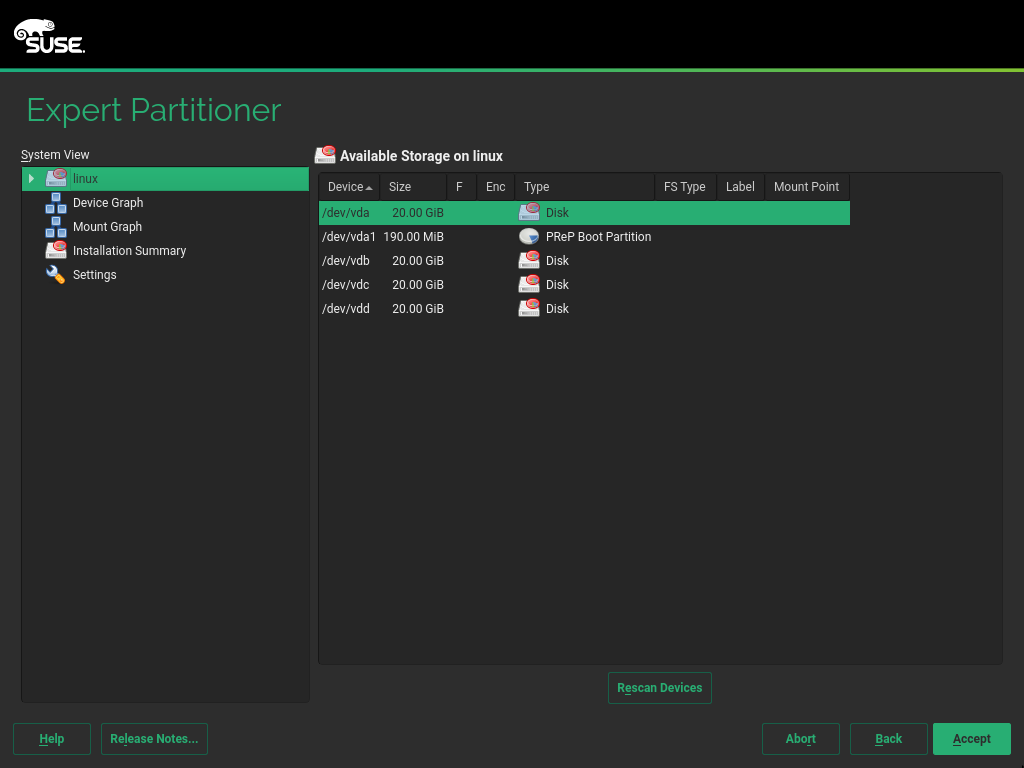 SUSE.
Expert Partitioner
System View
linux
Device Graph
Mount Graph
Installation Summary
Settings
Available Storage on linux
Device Size F Enc Type FS Type Label Mount Point
/dev/vda 20.00 GiB Disk
/dev/vda1 190.00 MiB PReP Boot Partition
/dev/vdb 20.00 GiB Disk
/dev/vdc 20.00 GiB Disk
/dev/vdd 20.00 GiB Disk
Rescan Devices
Help Release Notes... Abort Back Accept